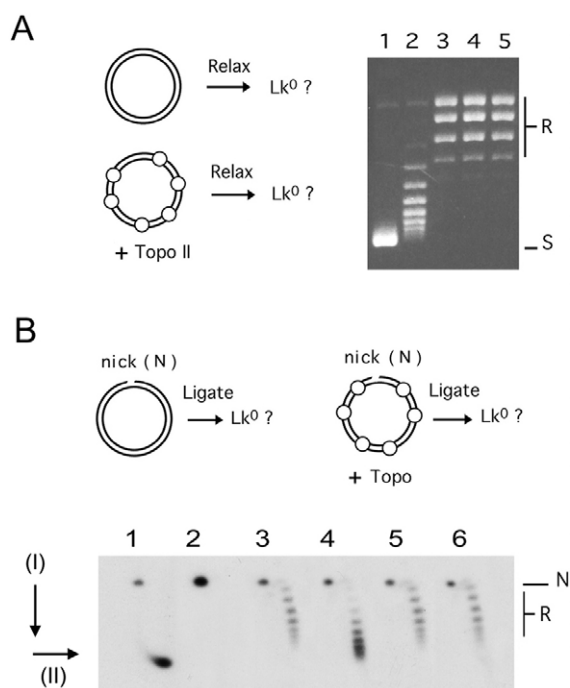 A
Relax
Lk⁰ ?
Relax
Lk⁰ ?
+ Topo II
1 2 3 4 5
R
S
B
nick (N)
Ligate
Lk⁰ ?
nick (N)
Ligate
Lk⁰ ?
+ Topo
1 2 3 4 5 6
(I)
(II)
N
R